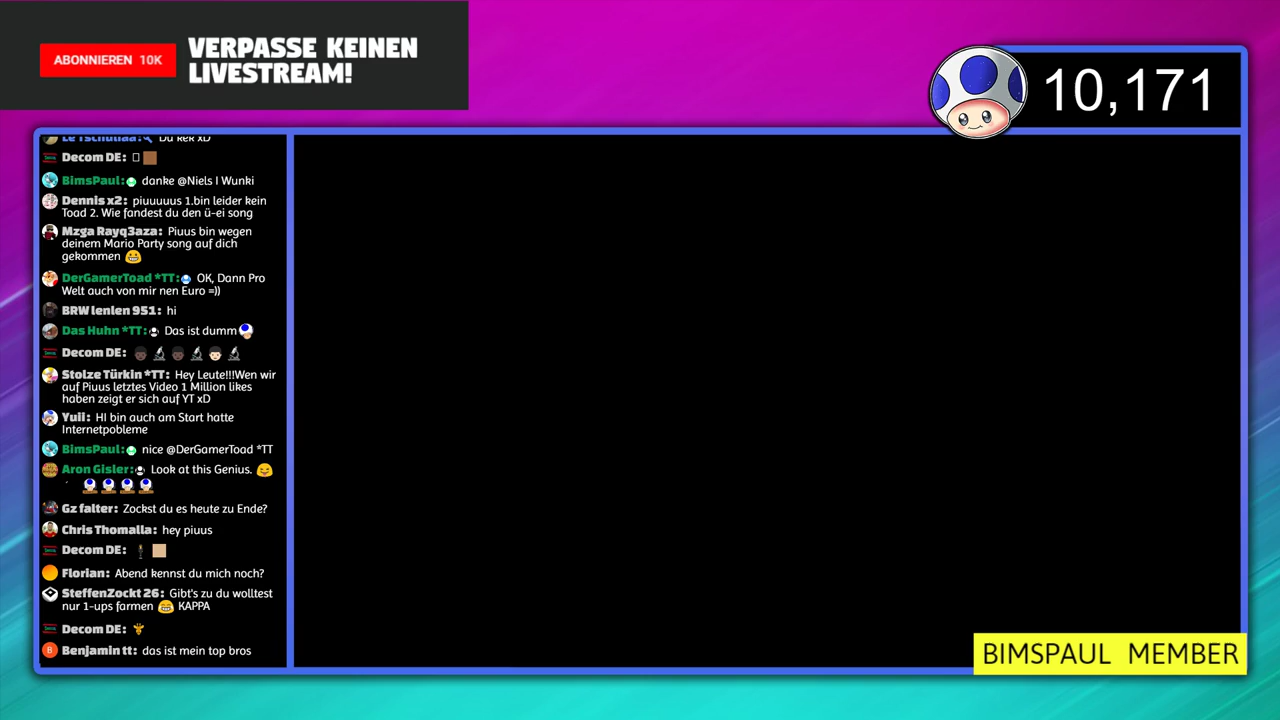 ABONNIEREN 10K
VERPASSE KEINEN
LIVESTREAM!
10,171
Le Tschuliaa: Du keR xD
Decom DE:
BimsPaul: danke @Niels I Wunki
Dennis x2: piuuuuus 1.bin leider kein
Toad 2. Wie fandest du den ü-ei song
Mzga Rayq3aza: Piuus bin wegen
deinem Mario Party song auf dich
gekommen
DerGamerToad *TT: OK, Dann Pro
Welt auch von mir nen Euro =))
BRW lenlen 951: hi
Das Huhn *TT: Das ist dumm
Decom DE:
Stolze Türkin *TT: Hey Leute!!!Wen wir
auf Piuus letztes Video 1 Million likes
haben zeigt er sich auf YT xD
Yuii: HI bin auch am Start hatte
Internetpobleme
BimsPaul: nice @DerGamerToad *TT
Aron Gisler: Look at this Genius.
Gz falter: Zockst du es heute zu Ende?
Chris Thomalla: hey piuus
Decom DE:
Florian: Abend kennst du mich noch?
SteffenZockt 26: Gibt's zu du wolltest
nur 1-ups farmen KAPPA
Decom DE:
B Benjamin tt: das ist mein top bros
BIMSPAUL MEMBER